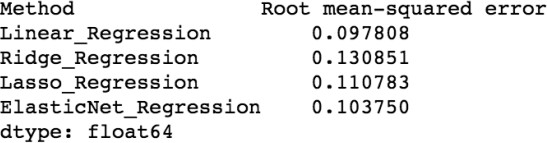 Method Root mean-squared error
Linear_Regression 0.097808
Ridge_Regression 0.130851
Lasso_Regression 0.110783
ElasticNet_Regression 0.103750
dtype: float64